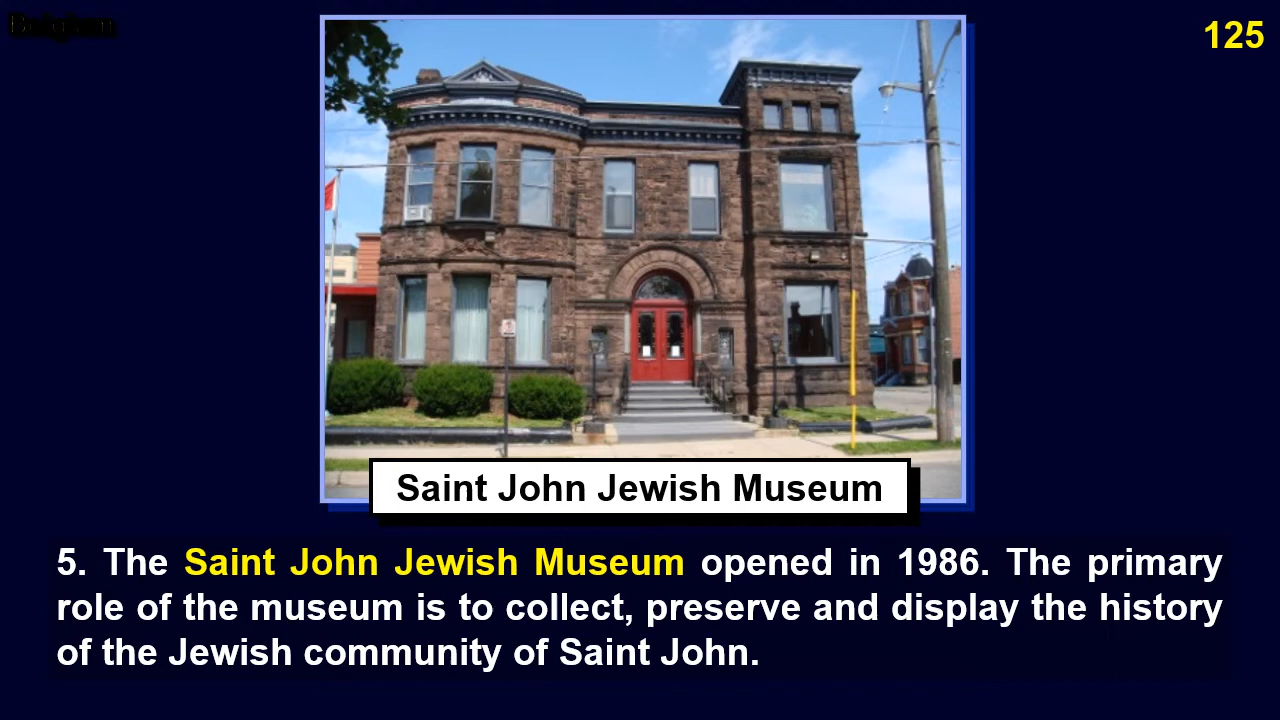 Belgium
125
Saint John Jewish Museum
5. The Saint John Jewish Museum opened in 1986. The primary
role of the museum is to collect, preserve and display the history
of the Jewish community of Saint John.